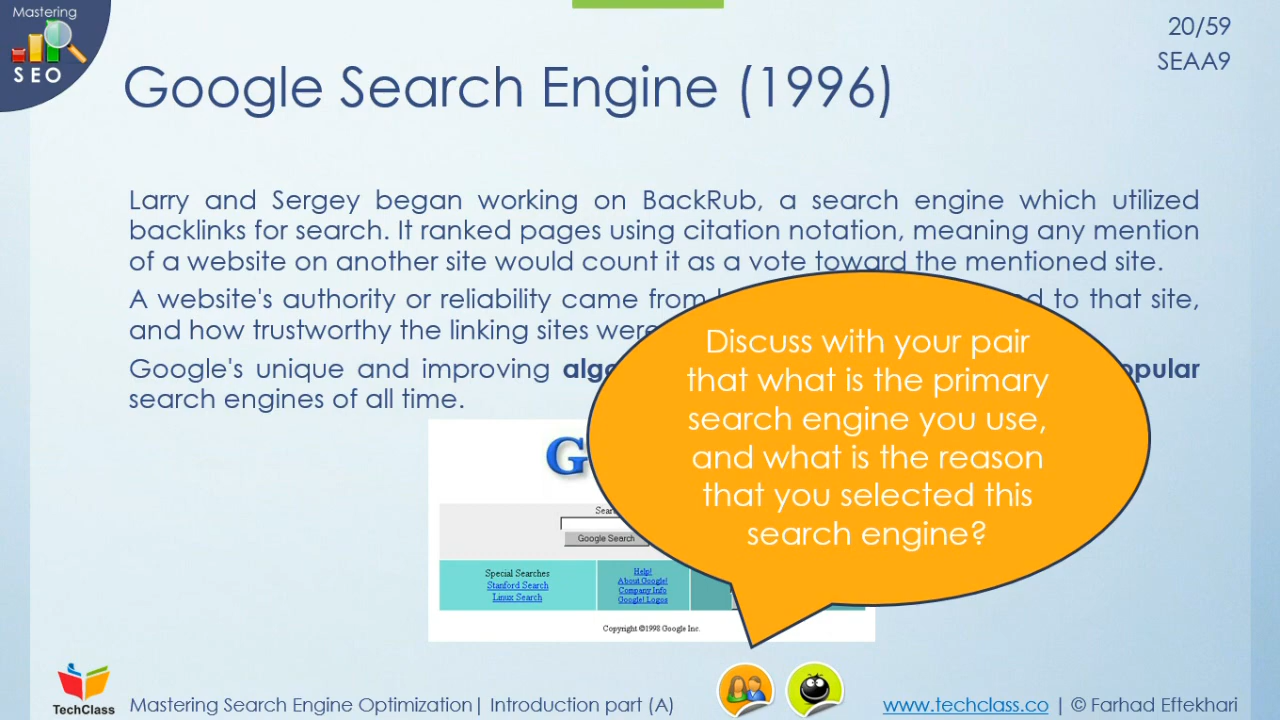 Mastering
SEO
20/59
SEAA9
Google Search Engine (1996)
Larry and Sergey began working on BackRub, a search engine which utilized
backlinks for search. It ranked pages using citation notation, meaning any mention
of a website on another site would count it as a vote toward the mentioned site.
A website's authority or reliability came from to that site,
and how trustworthy the linking sites were
Google's unique and improving
search engines of all time.
Discuss with your pair
that what is the primary
search engine you use,
and what is the reason
that you selected this
search engine?
G
Google Search
Special Searches
Stanford Search
Linux Search
Help!
About Google!
Company Info
Google! Logos
Copyright ©1998 Google Inc.
TechClass
Mastering Search Engine Optimization| Introduction part (A)
www.techclass.co | © Farhad Eftekhari